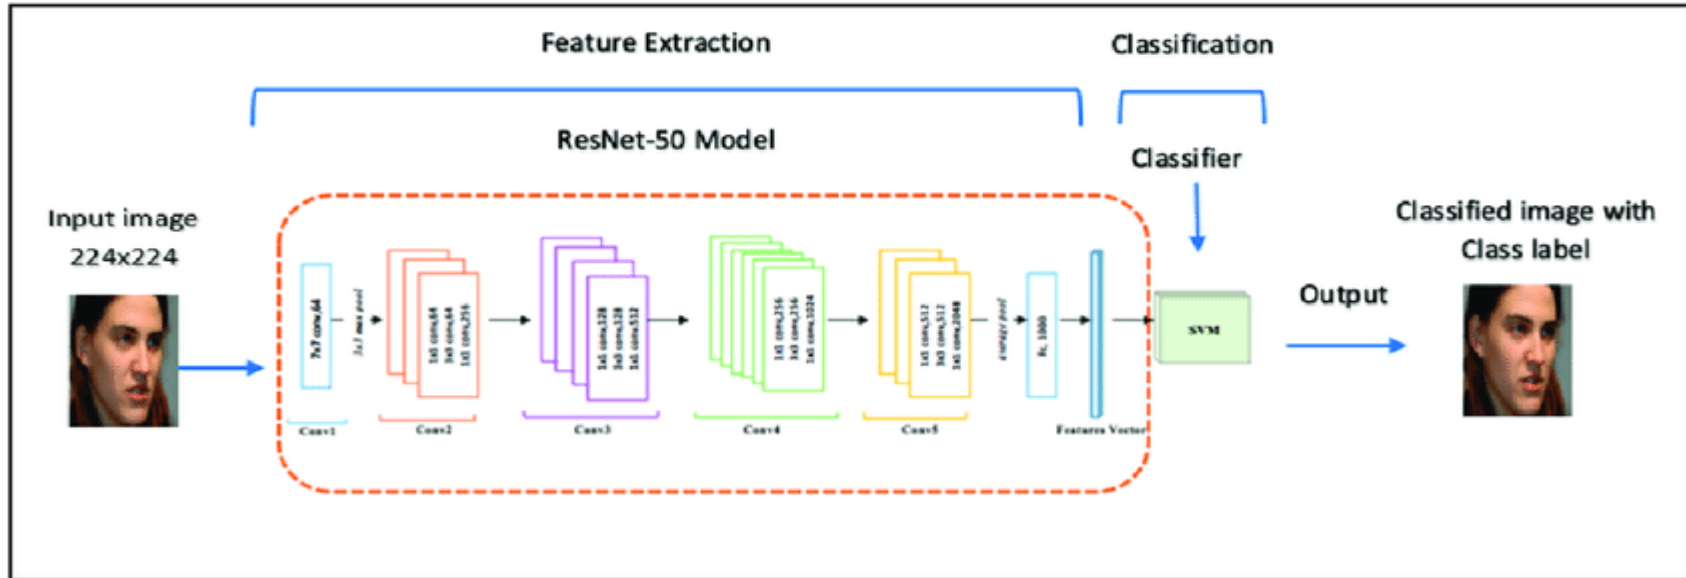 Feature Extraction
Classification
ResNet-50 Model
Classifier
Input image
224x224
Classified image with
Class label
7x7 conv,64
3x3 max pool
1x1 conv,64
3x3 conv,64
1x1 conv,256
1x1 conv,128
3x3 conv,128
1x1 conv,512
1x1 conv,256
3x3 conv,256
1x1 conv,1024
1x1 conv,512
3x3 conv,512
1x1 conv,2048
average pool
fc, 1000
SVM
Output
Conv1
Conv2
Conv3
Conv4
Conv5
Features Vector